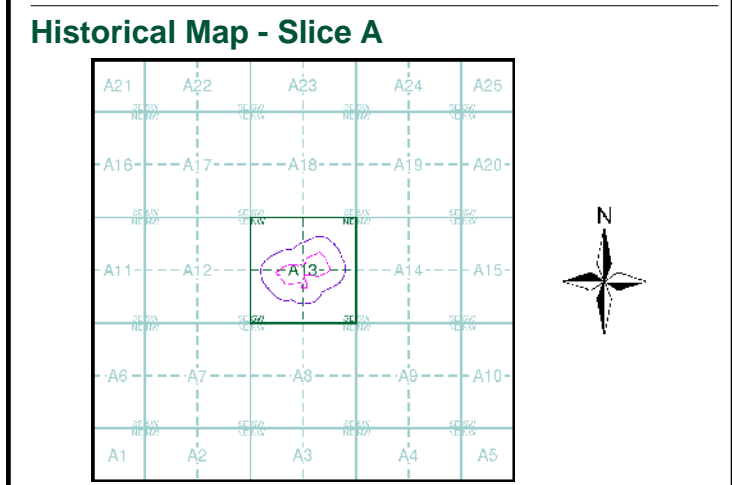 Historical Map - Slice A
A21 A22 A23 A24 A25
A16 A17 A18 A19 A20
N
A11 A12 A13 A14 A15
A6 A7 A8 A9 A10
A1 A2 A3 A4 A5